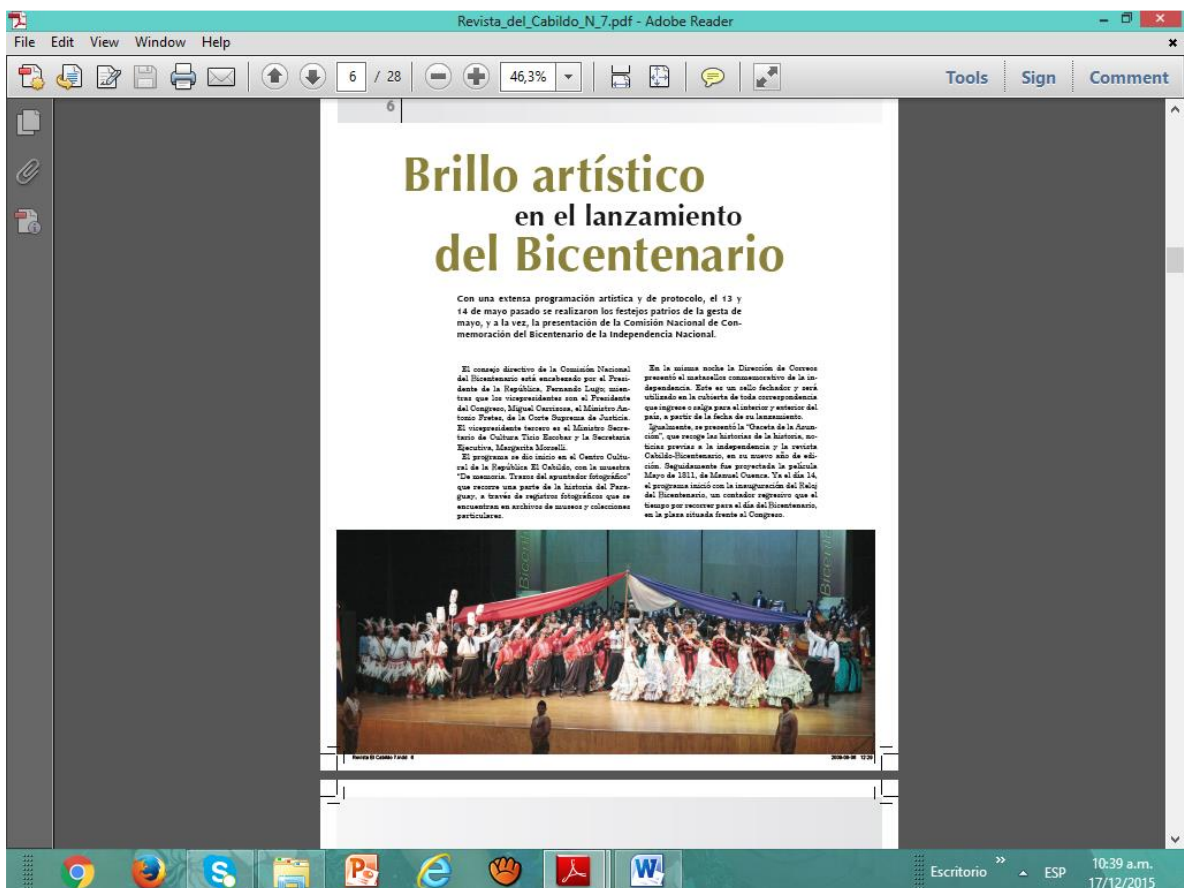 Revista_del_Cabildo_N_7.pdf - Adobe Reader
File Edit View Window Help
6 / 28 46,3% Tools Sign Comment
6
Brillo artístico
en el lanzamiento
del Bicentenario
Con una extensa programación artística y de protocolo, el 13 y
14 de mayo pasado se realizaron los festejos patrios de la gesta de
mayo, y a la vez, la presentación de la Comisión Nacional de Con-
memoración del Bicentenario de la Independencia Nacional.
El consejo directivo de la Comisión Nacional
del Bicentenario está encabezado por el Presi-
dente de la República, Fernando Lugo; mien-
tras que los vicepresidentes son el Presidente
del Congreso, Miguel Carrizosa, el Ministro An-
tonio Fretes, de la Corte Suprema de Justicia.
El vicepresidente tercero es el Ministro Secre-
tario de Cultura Ticio Escobar y la Secretaria
Ejecutiva, Margarita Morselli.
El programa se dio inicio en el Centro Cultu-
ral de la República El Cabildo, con la muestra
"De memoria. Trazos del apuntador fotográfico"
que recorre una parte de la historia del Para-
guay, a través de registros fotográficos que se
encuentran en archivos de museos y colecciones
particulares.
En la misma noche la Dirección de Correos
presentó el matasellos conmemorativo de la in-
dependencia. Este es un sello fechador y será
utilizado en la cubierta de toda correspondencia
que ingrese o salga para el interior y exterior del
país, a partir de la fecha de su lanzamiento.
Igualmente, se presentó la "Gaceta de la Asun-
ción", que recoge las historias de la historia, no-
ticias previas a la independencia y la revista
Cabildo-Bicentenario, en su nuevo año de edi-
ción. Seguidamente fue proyectada la película
Mayo de 1811, de Manuel Cuenca. Ya el día 14,
el programa inició con la inauguración del Reloj
del Bicentenario, un contador regresivo que el
tiempo por recorrer para el día del Bicentenario,
en la plaza situada frente al Congreso.
Bicente
Bicen
Revista El Cabildo 7.indd 6
2009-09-08 12:29
Escritorio ESP 10:39 a.m.
17/12/2015